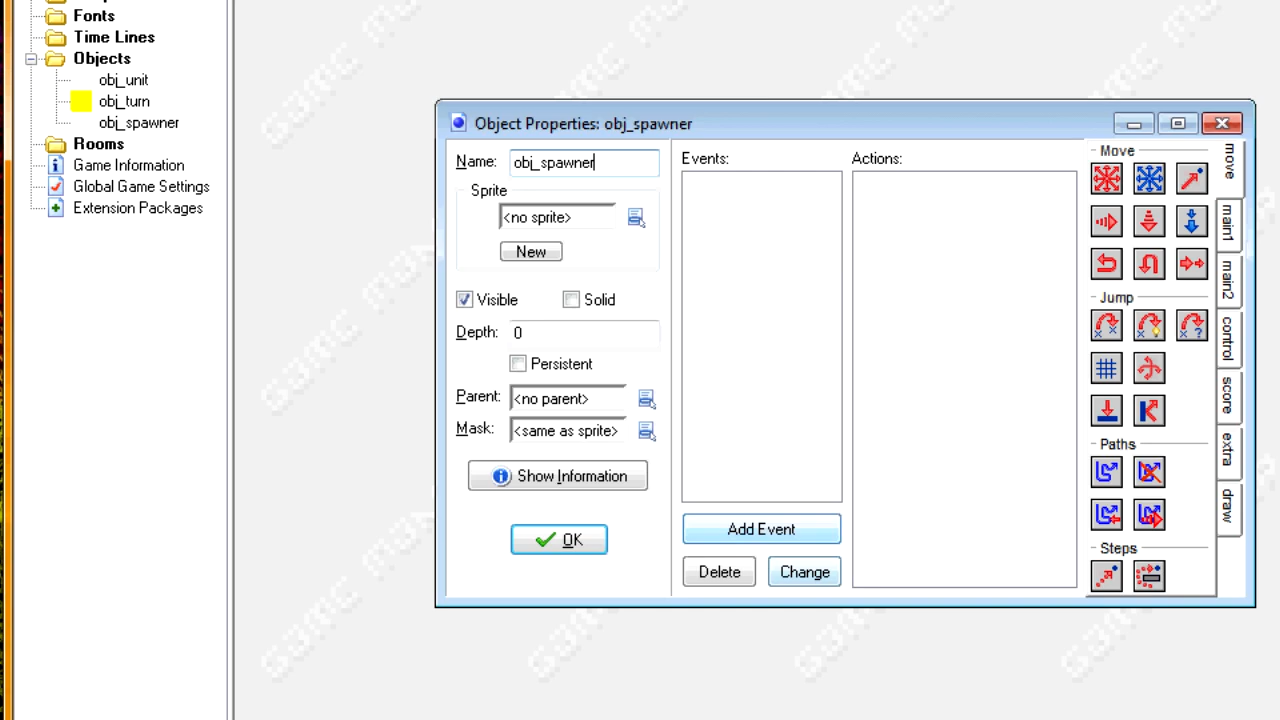 Fonts
Time Lines
Objects
obj_unit
obj_turn
obj_spawner
Rooms
Game Information
Global Game Settings
Extension Packages
Object Properties: obj_spawner
Name: obj_spawner
Sprite
<no sprite>
New
Visible
Solid
Depth: 0
Persistent
Parent: <no parent>
Mask: <same as sprite>
Show Information
OK
Events:
Add Event
Delete
Change
Actions:
Move
Jump
Paths
Steps
move
main1
main2
control
score
extra
draw